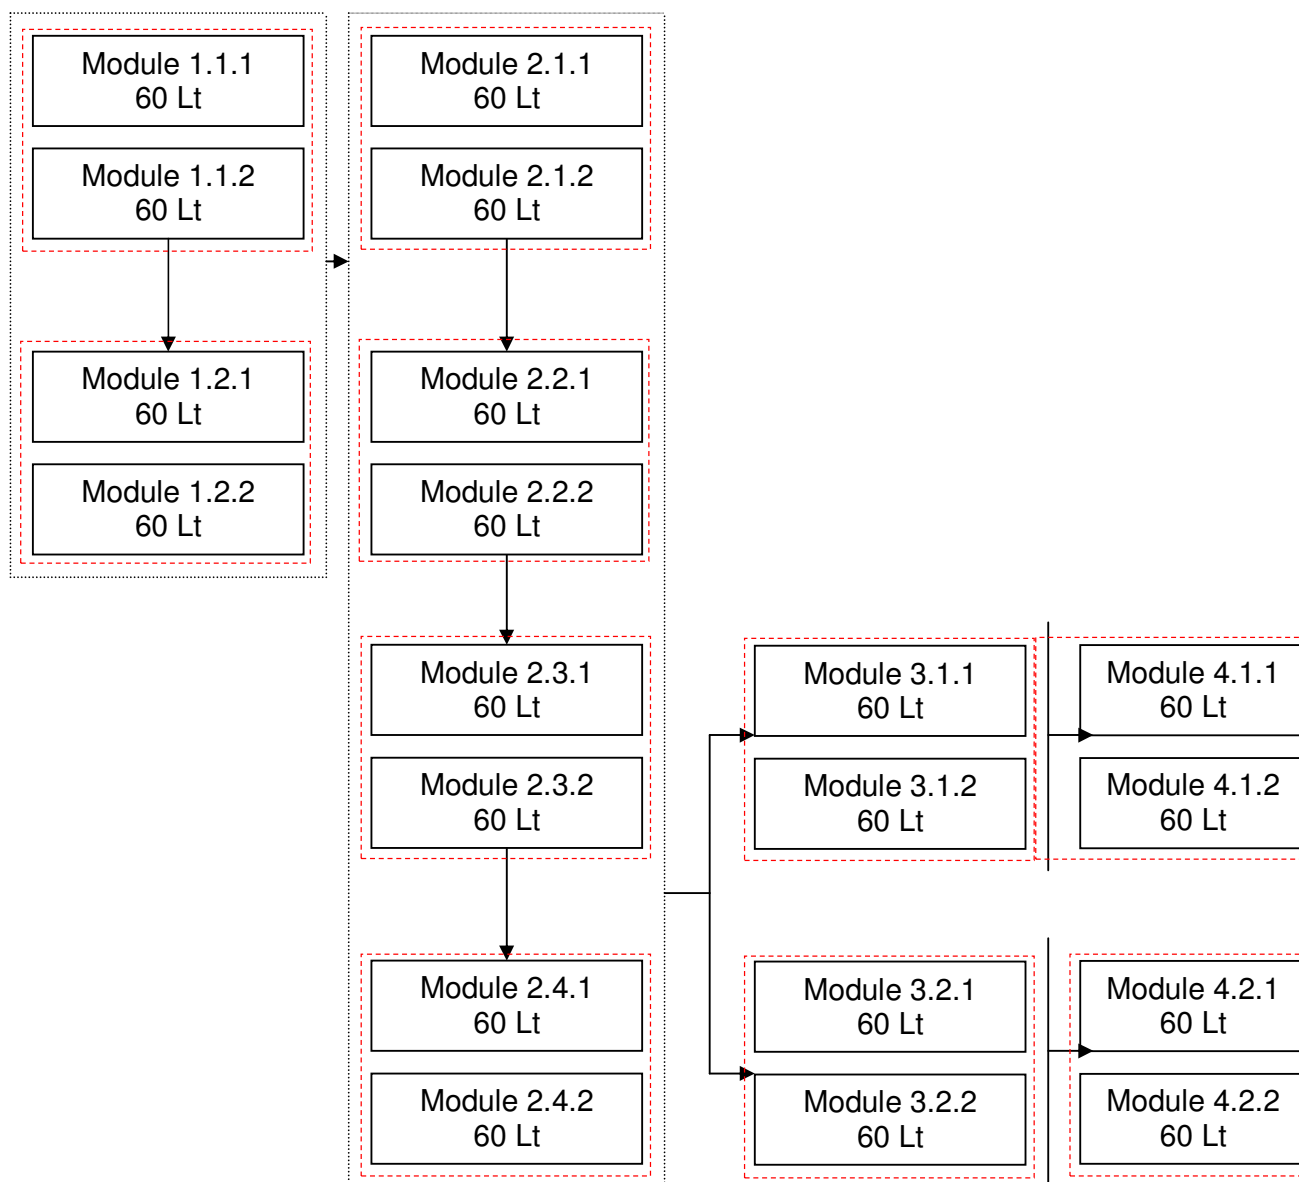 Module 1.1.1
60 Lt
Module 1.1.2
60 Lt
Module 1.2.1
60 Lt
Module 1.2.2
60 Lt
Module 2.1.1
60 Lt
Module 2.1.2
60 Lt
Module 2.2.1
60 Lt
Module 2.2.2
60 Lt
Module 2.3.1
60 Lt
Module 2.3.2
60 Lt
Module 2.4.1
60 Lt
Module 2.4.2
60 Lt
Module 3.1.1
60 Lt
Module 3.1.2
60 Lt
Module 3.2.1
60 Lt
Module 3.2.2
60 Lt
Module 4.1.1
60 Lt
Module 4.1.2
60 Lt
Module 4.2.1
60 Lt
Module 4.2.2
60 Lt